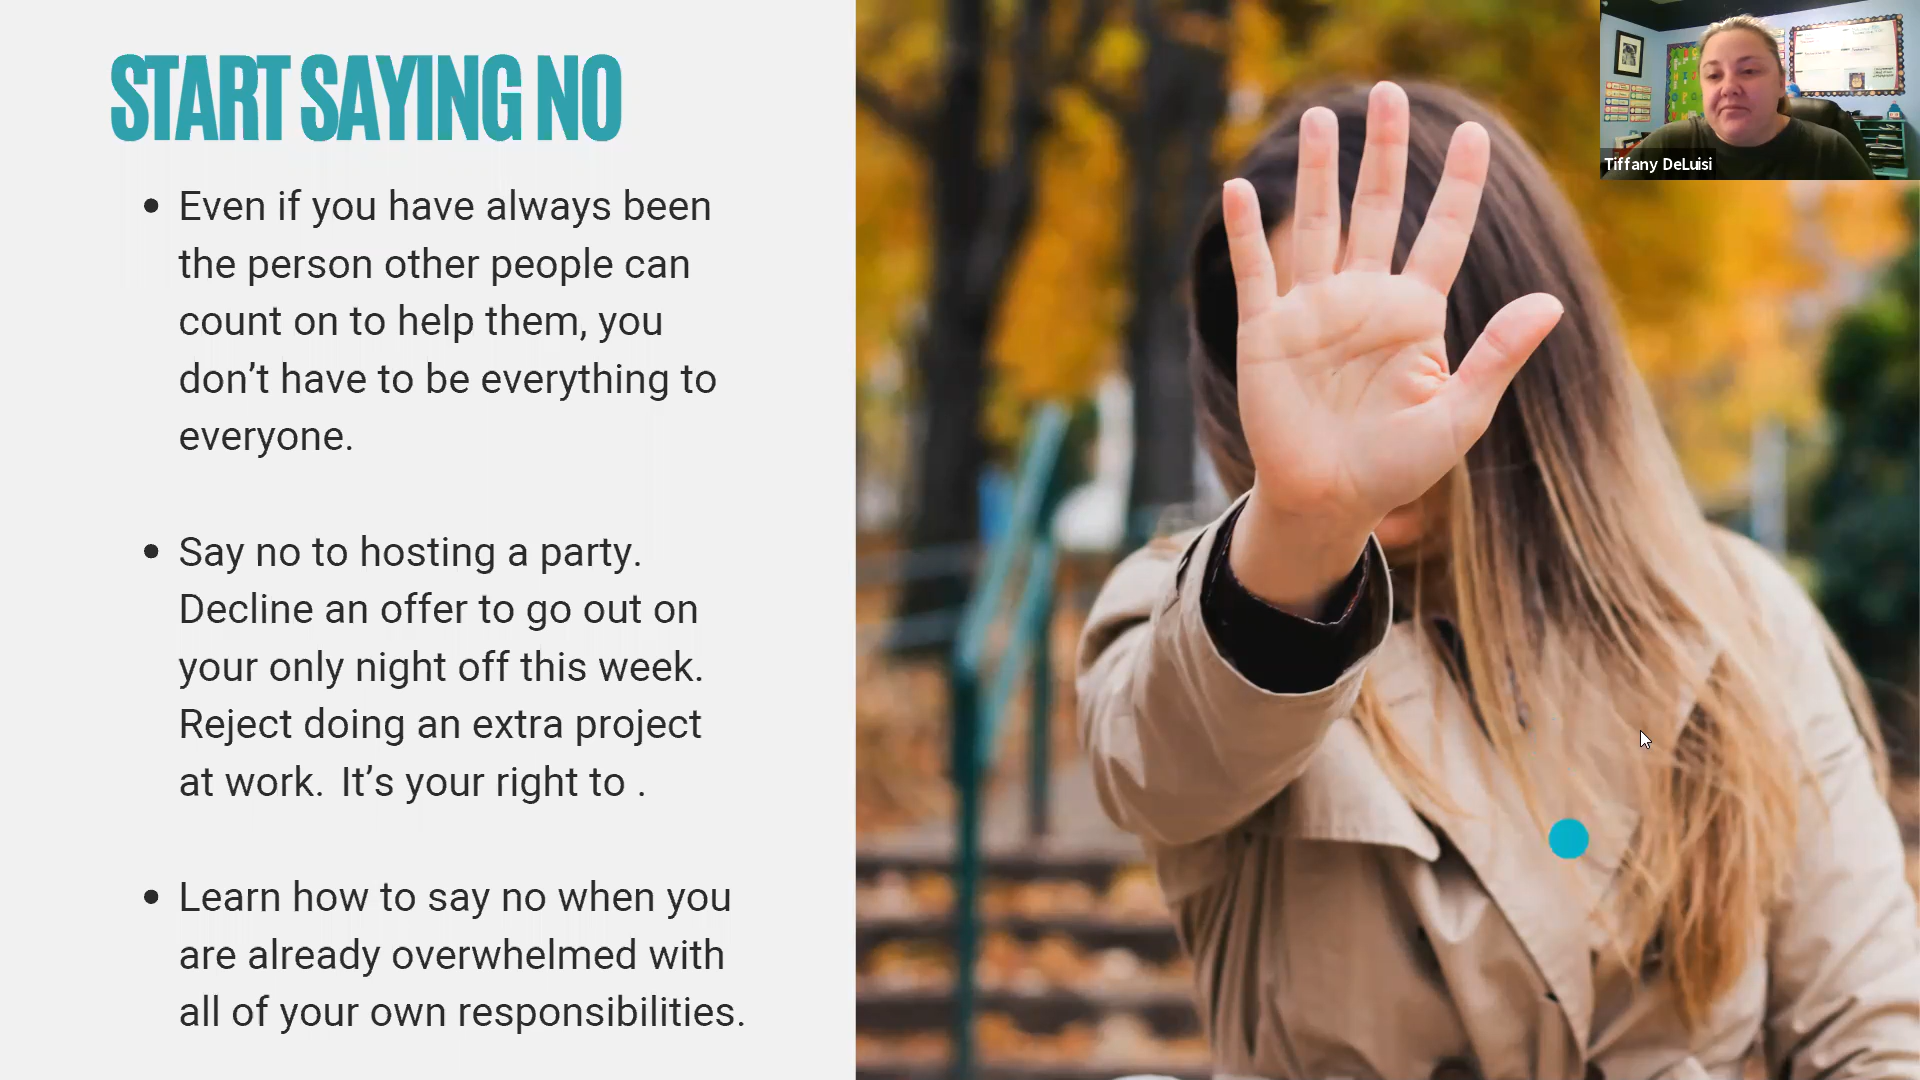 START SAYING NO
Even if you have always been
the person other people can
count on to help them, you
don’t have to be everything to
everyone.
Say no to hosting a party.
Decline an offer to go out on
your only night off this week.
Reject doing an extra project
at work. It’s your right to .
Learn how to say no when you
are already overwhelmed with
all of your own responsibilities.
Tiffany DeLuisi